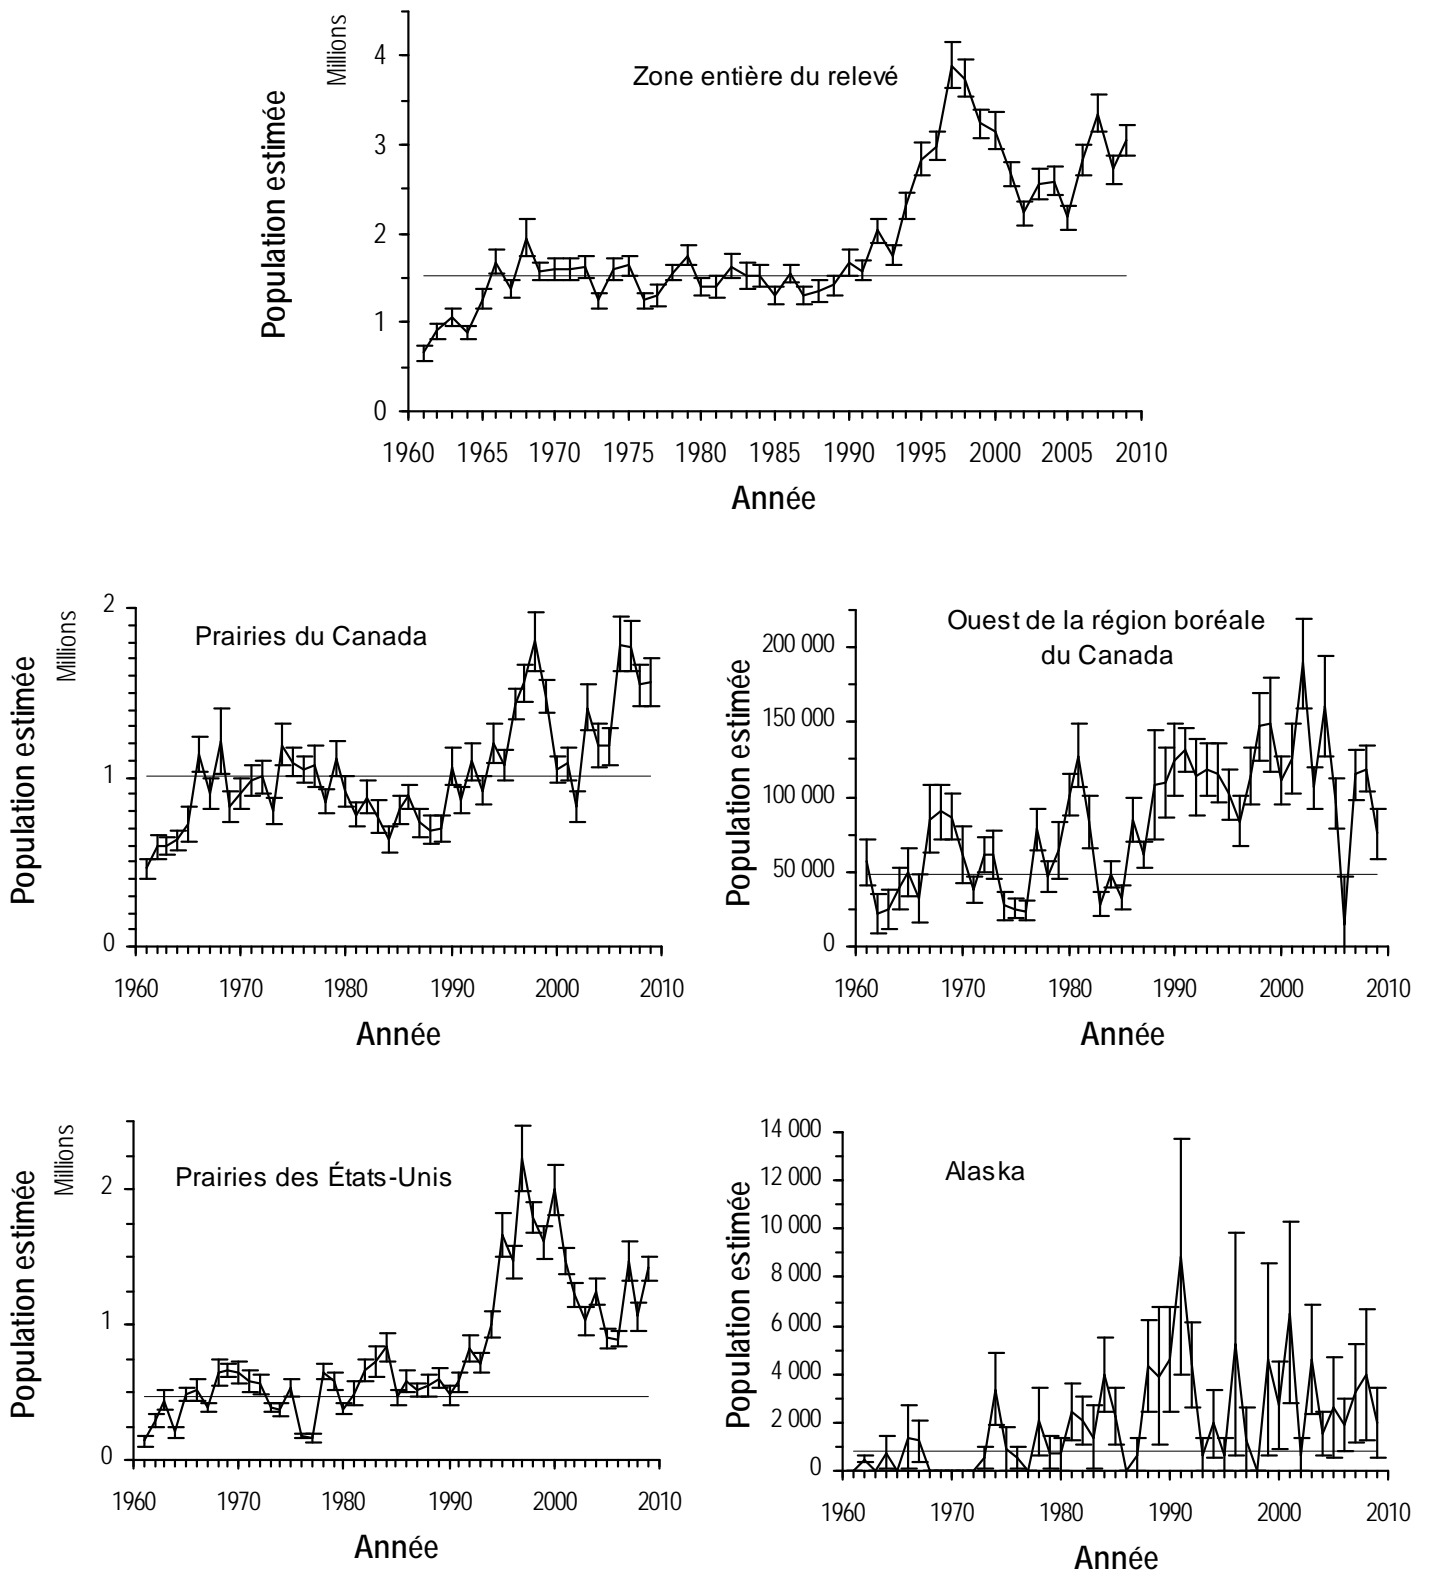 Millions
Population estimée
Zone entière du relevé
4
3
2
1
0
1960 1965 1970 1975 1980 1985 1990 1995 2000 2005 2010
Année
Millions
Population estimée
Prairies du Canada
2
1
0
1960 1970 1980 1990 2000 2010
Année
Population estimée
Ouest de la région boréale
du Canada
200 000
150 000
100 000
50 000
0
1960 1970 1980 1990 2000 2010
Année
Millions
Population estimée
Prairies des États-Unis
2
1
0
1960 1970 1980 1990 2000 2010
Année
Population estimée
Alaska
14 000
12 000
10 000
8 000
6 000
4 000
2 000
0
1960 1970 1980 1990 2000 2010
Année